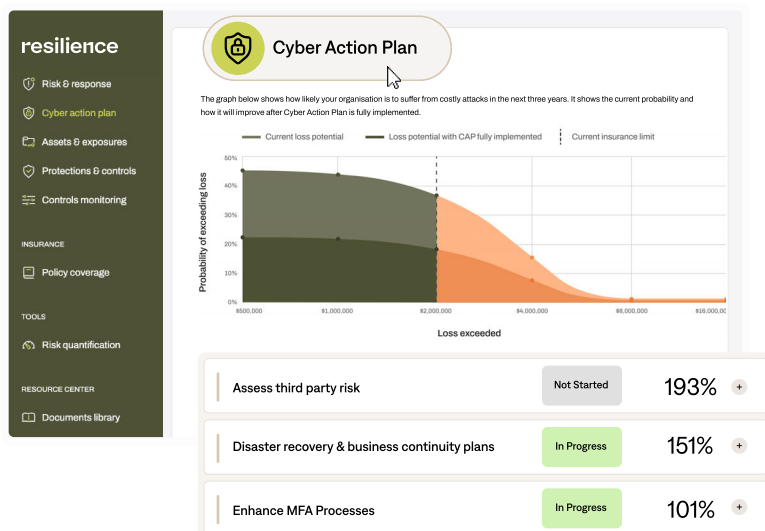 resilience
Risk & response
Cyber action plan
Assets & exposures
Protections & controls
Controls monitoring
INSURANCE
Policy coverage
TOOLS
Risk quantification
RESOURCE CENTER
Documents library
Cyber Action Plan
The graph below shows how likely your organisation is to suffer from costly attacks in the next three years. It shows the current probability and
how it will improve after Cyber Action Plan is fully implemented.
Current loss potential Loss potential with CAP fully implemented Current insurance limit
Probability of exceeding loss
50%
40%
30%
20%
10%
0%
$500,000 $1,000,000 $2,000,000 $4,000,000 $8,000,000 $16,000,00
Loss exceeded
Assess third party risk Not Started 193% +
Disaster recovery & business continuity plans In Progress 151% +
Enhance MFA Processes In Progress 101% +